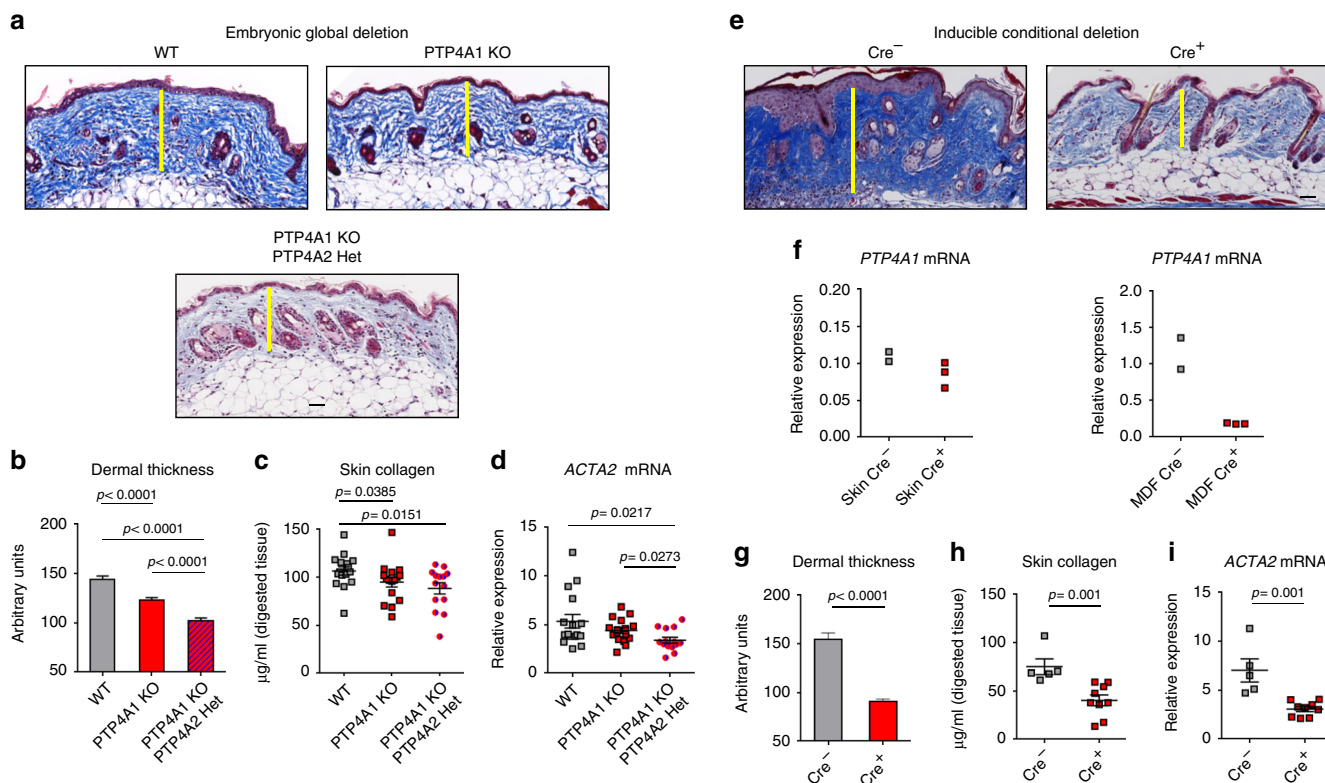 a
Embryonic global deletion
WT
PTP4A1 KO
PTP4A1 KO
PTP4A2 Het
b
Dermal thickness
p< 0.0001
p< 0.0001
p< 0.0001
Arbitrary units
200
150
100
50
WT
PTP4A1 KO
PTP4A1 KO
PTP4A2 Het
c
Skin collagen
p= 0.0385
p= 0.0151
µg/ml (digested tissue)
150
100
50
0
WT
PTP4A1 KO
PTP4A1 KO
PTP4A2 Het
d
ACTA2 mRNA
p= 0.0217
p= 0.0273
Relative expression
15
10
5
0
WT
PTP4A1 KO
PTP4A1 KO
PTP4A2 Het
e
Inducible conditional deletion
Cre−
Cre+
f
PTP4A1 mRNA
Relative expression
0.20
0.15
0.10
0.05
0.00
Skin Cre−
Skin Cre+
PTP4A1 mRNA
Relative expression
2.0
1.5
1.0
0.5
0.0
MDF Cre−
MDF Cre+
g
Dermal thickness
p< 0.0001
Arbitrary units
200
150
100
50
Cre−
Cre+
h
Skin collagen
p= 0.001
µg/ml (digested tissue)
150
100
50
0
Cre−
Cre+
i
ACTA2 mRNA
p= 0.001
Relative expression
15
10
5
0
Cre−
Cre+